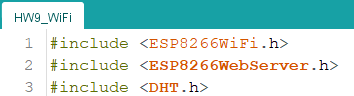 HW9_WiFi
1 #include <ESP8266WiFi.h>
2 #include <ESP8266WebServer.h>
3 #include <DHT.h>